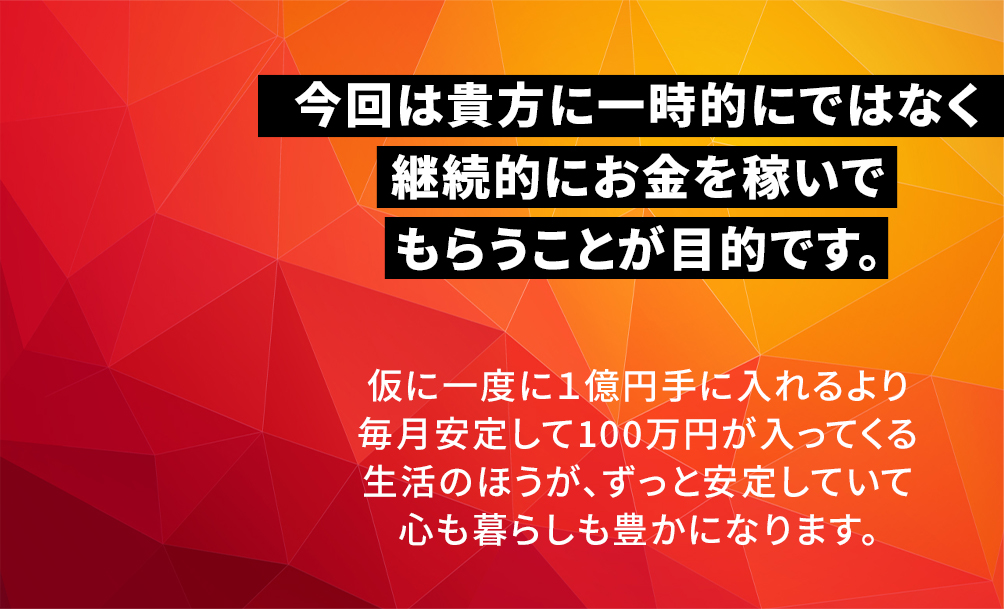 今回は貴方に一時的にではなく
継続的にお金を稼いで
もらうことが目的です。
仮に一度に１億円手に入れるより
毎月安定して100万円が入ってくる
生活のほうが、ずっと安定していて
心も暮らしも豊かになります。